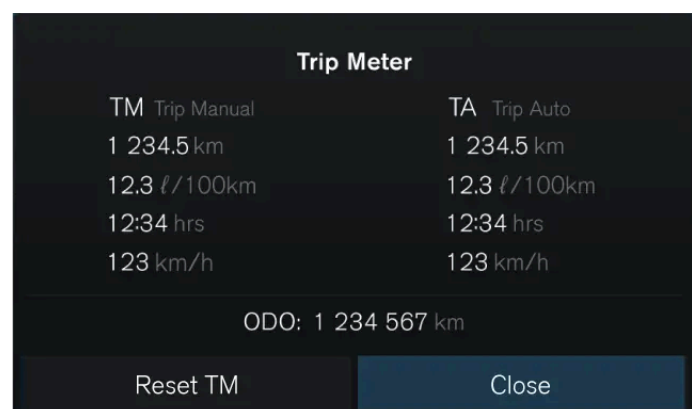 Trip Meter
TM Trip Manual
1 234.5 km
12.3 ℓ/100km
12:34 hrs
123 km/h
TA Trip Auto
1 234.5 km
12.3 ℓ/100km
12:34 hrs
123 km/h
ODO: 1 234 567 km
Reset TM
Close